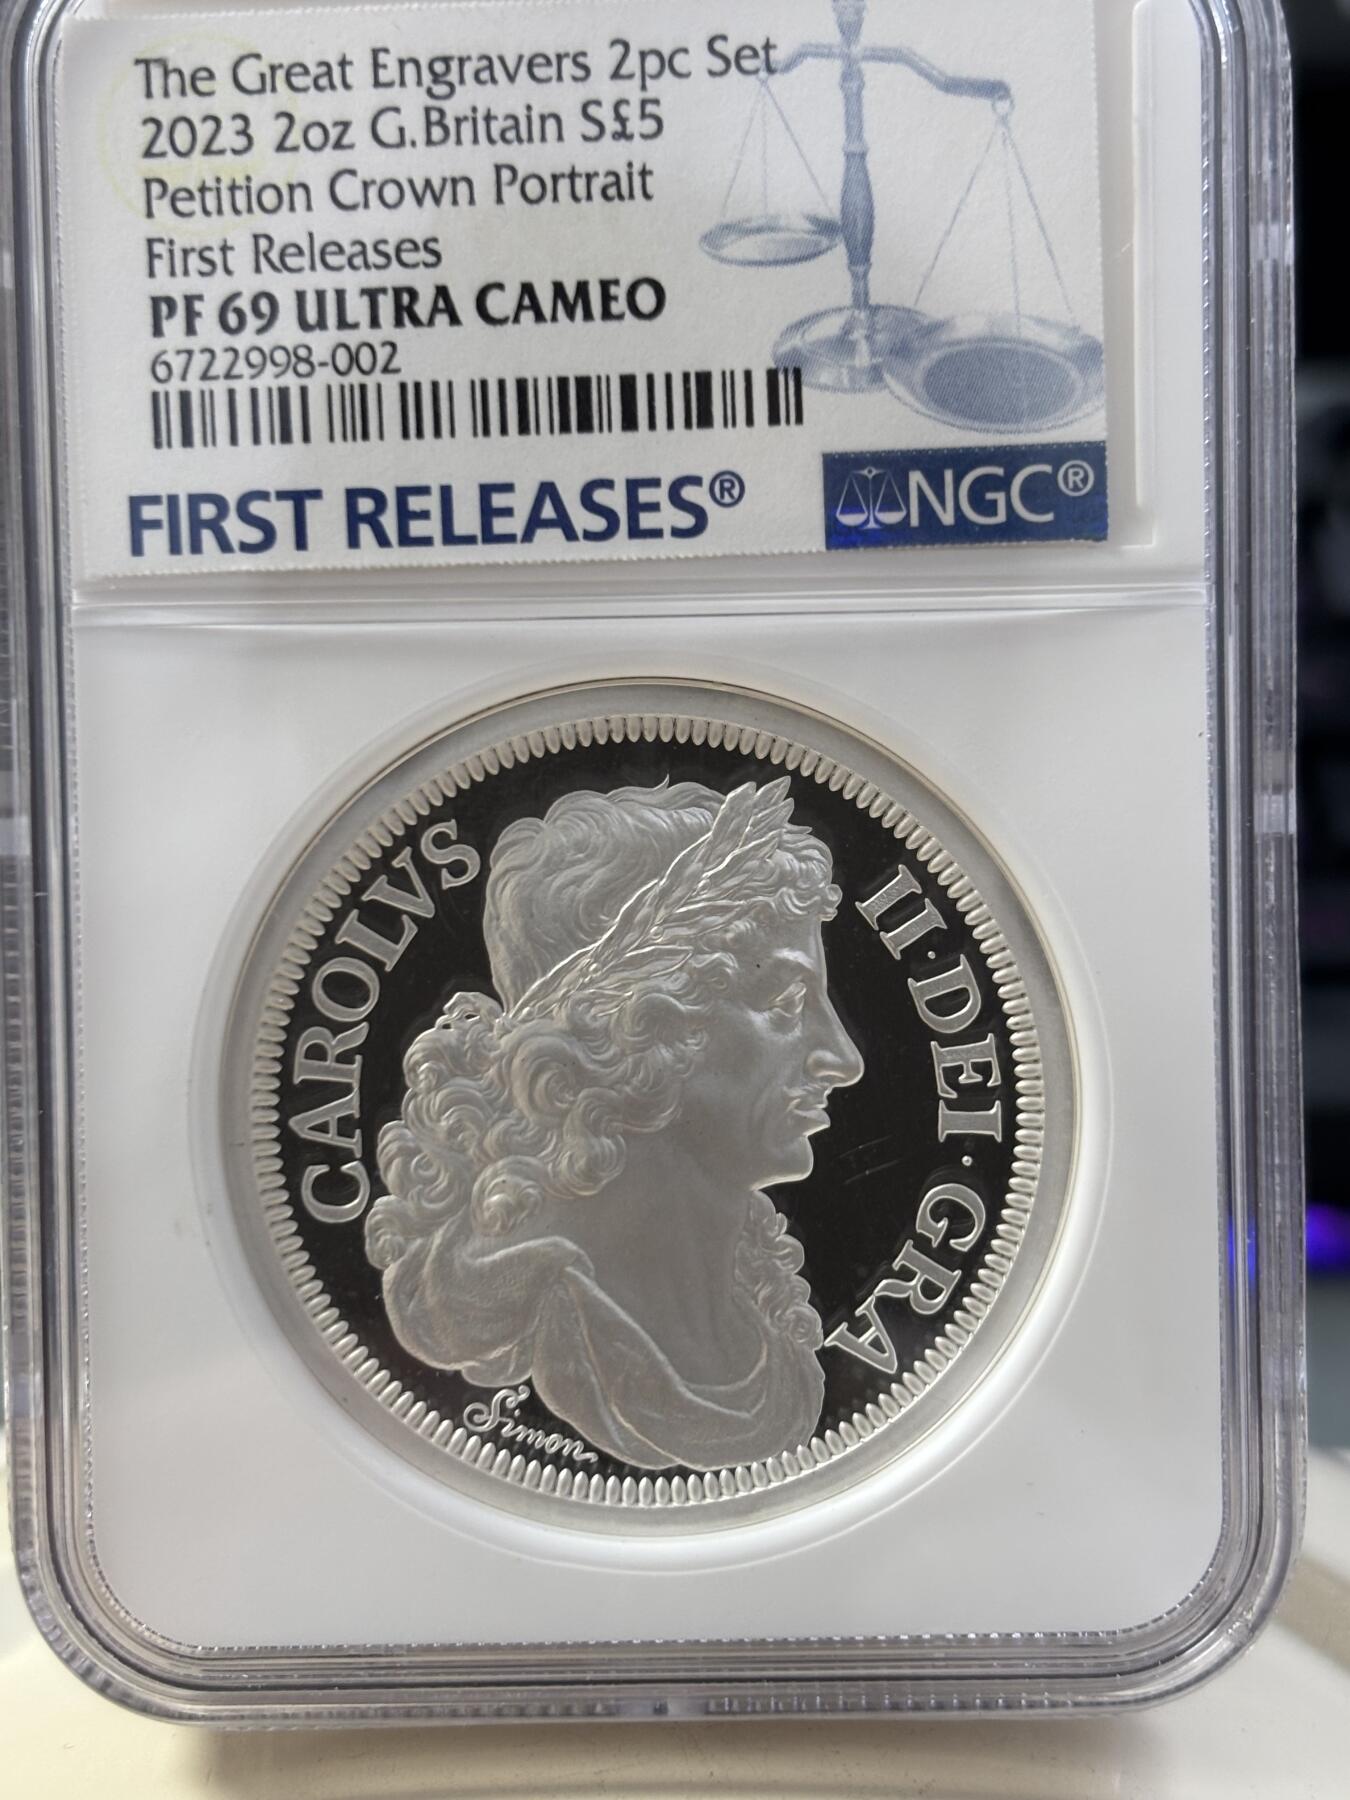 The Great Engravers 2pc Set
2023 2oz G.Britain S£5
Petition Crown Portrait
First Releases
PF 69 ULTRA CAMEO
6722998-002
FIRST RELEASES®
NGC®
CAROLVS
II·DEI·GRA
Simon